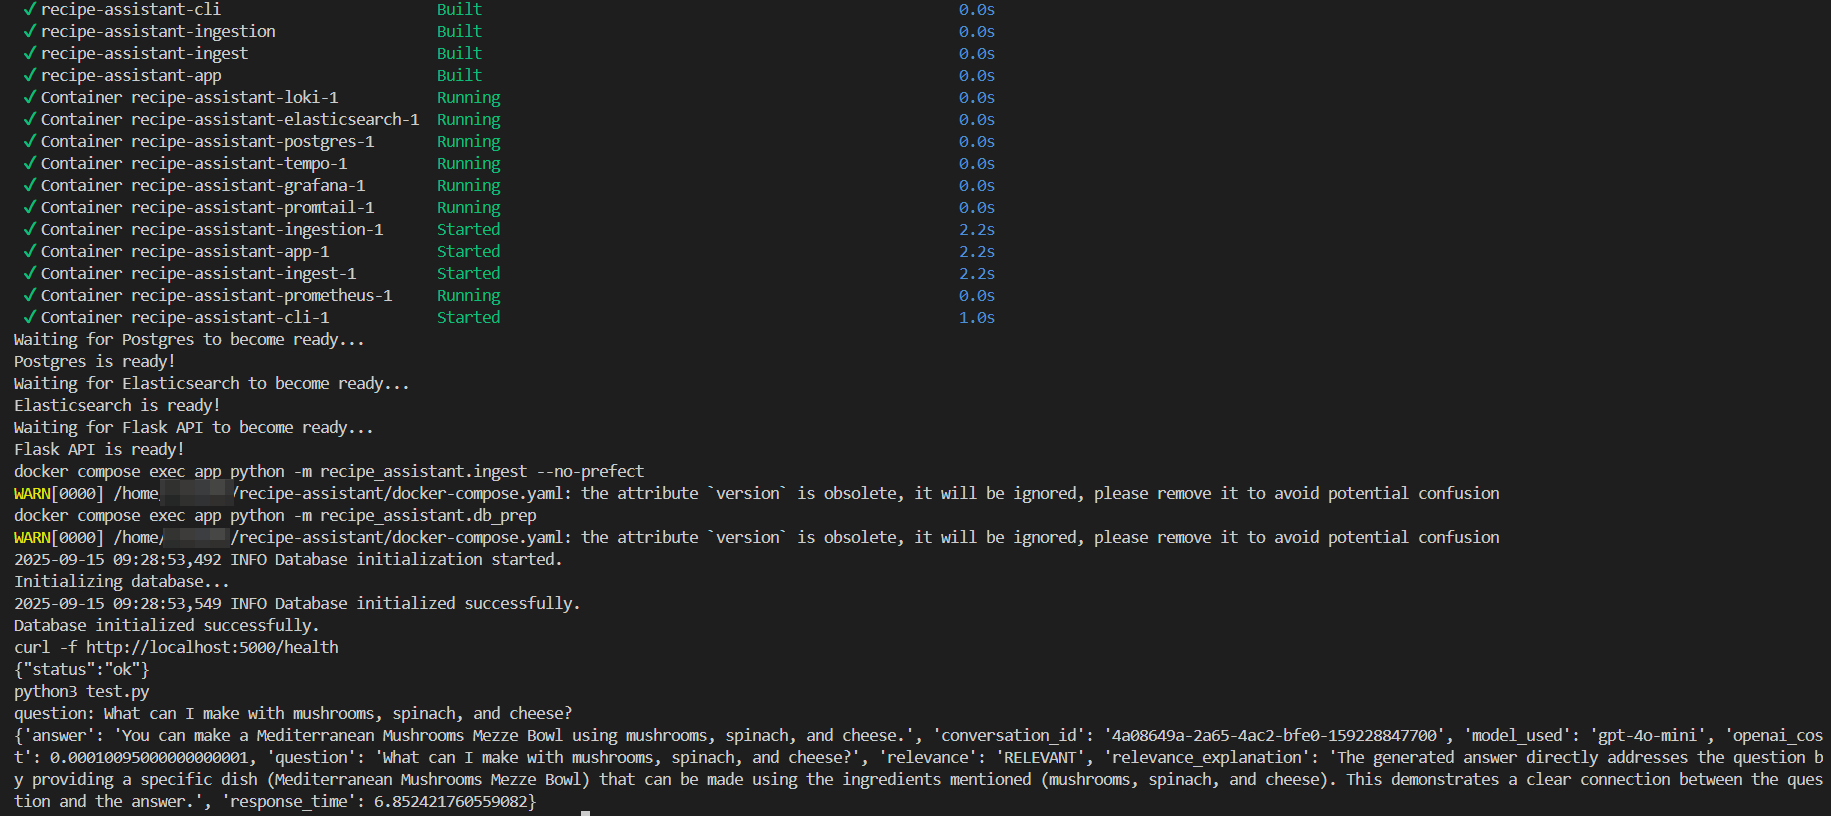 ✓ recipe-assistant-cli Built 0.0s
✓ recipe-assistant-ingestion Built 0.0s
✓ recipe-assistant-ingest Built 0.0s
✓ recipe-assistant-app Built 0.0s
✓ Container recipe-assistant-loki-1 Running 0.0s
✓ Container recipe-assistant-elasticsearch-1 Running 0.0s
✓ Container recipe-assistant-postgres-1 Running 0.0s
✓ Container recipe-assistant-tempo-1 Running 0.0s
✓ Container recipe-assistant-grafana-1 Running 0.0s
✓ Container recipe-assistant-promtail-1 Running 0.0s
✓ Container recipe-assistant-ingestion-1 Started 2.2s
✓ Container recipe-assistant-app-1 Started 2.2s
✓ Container recipe-assistant-ingest-1 Started 2.2s
✓ Container recipe-assistant-prometheus-1 Running 0.0s
✓ Container recipe-assistant-cli-1 Started 1.0s
Waiting for Postgres to become ready...
Postgres is ready!
Waiting for Elasticsearch to become ready...
Elasticsearch is ready!
Waiting for Flask API to become ready...
Flask API is ready!
docker compose exec app python -m recipe_assistant.ingest --no-prefect
WARN[0000] /home/ /recipe-assistant/docker-compose.yaml: the attribute `version` is obsolete, it will be ignored, please remove it to avoid potential confusion
docker compose exec app python -m recipe_assistant.db_prep
WARN[0000] /home/ /recipe-assistant/docker-compose.yaml: the attribute `version` is obsolete, it will be ignored, please remove it to avoid potential confusion
2025-09-15 09:28:53,492 INFO Database initialization started.
Initializing database...
2025-09-15 09:28:53,549 INFO Database initialized successfully.
Database initialized successfully.
curl -f http://localhost:5000/health
{"status":"ok"}
python3 test.py
question: What can I make with mushrooms, spinach, and cheese?
{'answer': 'You can make a Mediterranean Mushrooms Mezze Bowl using mushrooms, spinach, and cheese.', 'conversation_id': '4a08649a-2a65-4ac2-bfe0-159228847700', 'model_used': 'gpt-4o-mini', 'openai_cos
t': 0.00010095000000000001, 'question': 'What can I make with mushrooms, spinach, and cheese?', 'relevance': 'RELEVANT', 'relevance_explanation': 'The generated answer directly addresses the question b
y providing a specific dish (Mediterranean Mushrooms Mezze Bowl) that can be made using the ingredients mentioned (mushrooms, spinach, and cheese). This demonstrates a clear connection between the ques
tion and the answer.', 'response_time': 6.852421760559082}